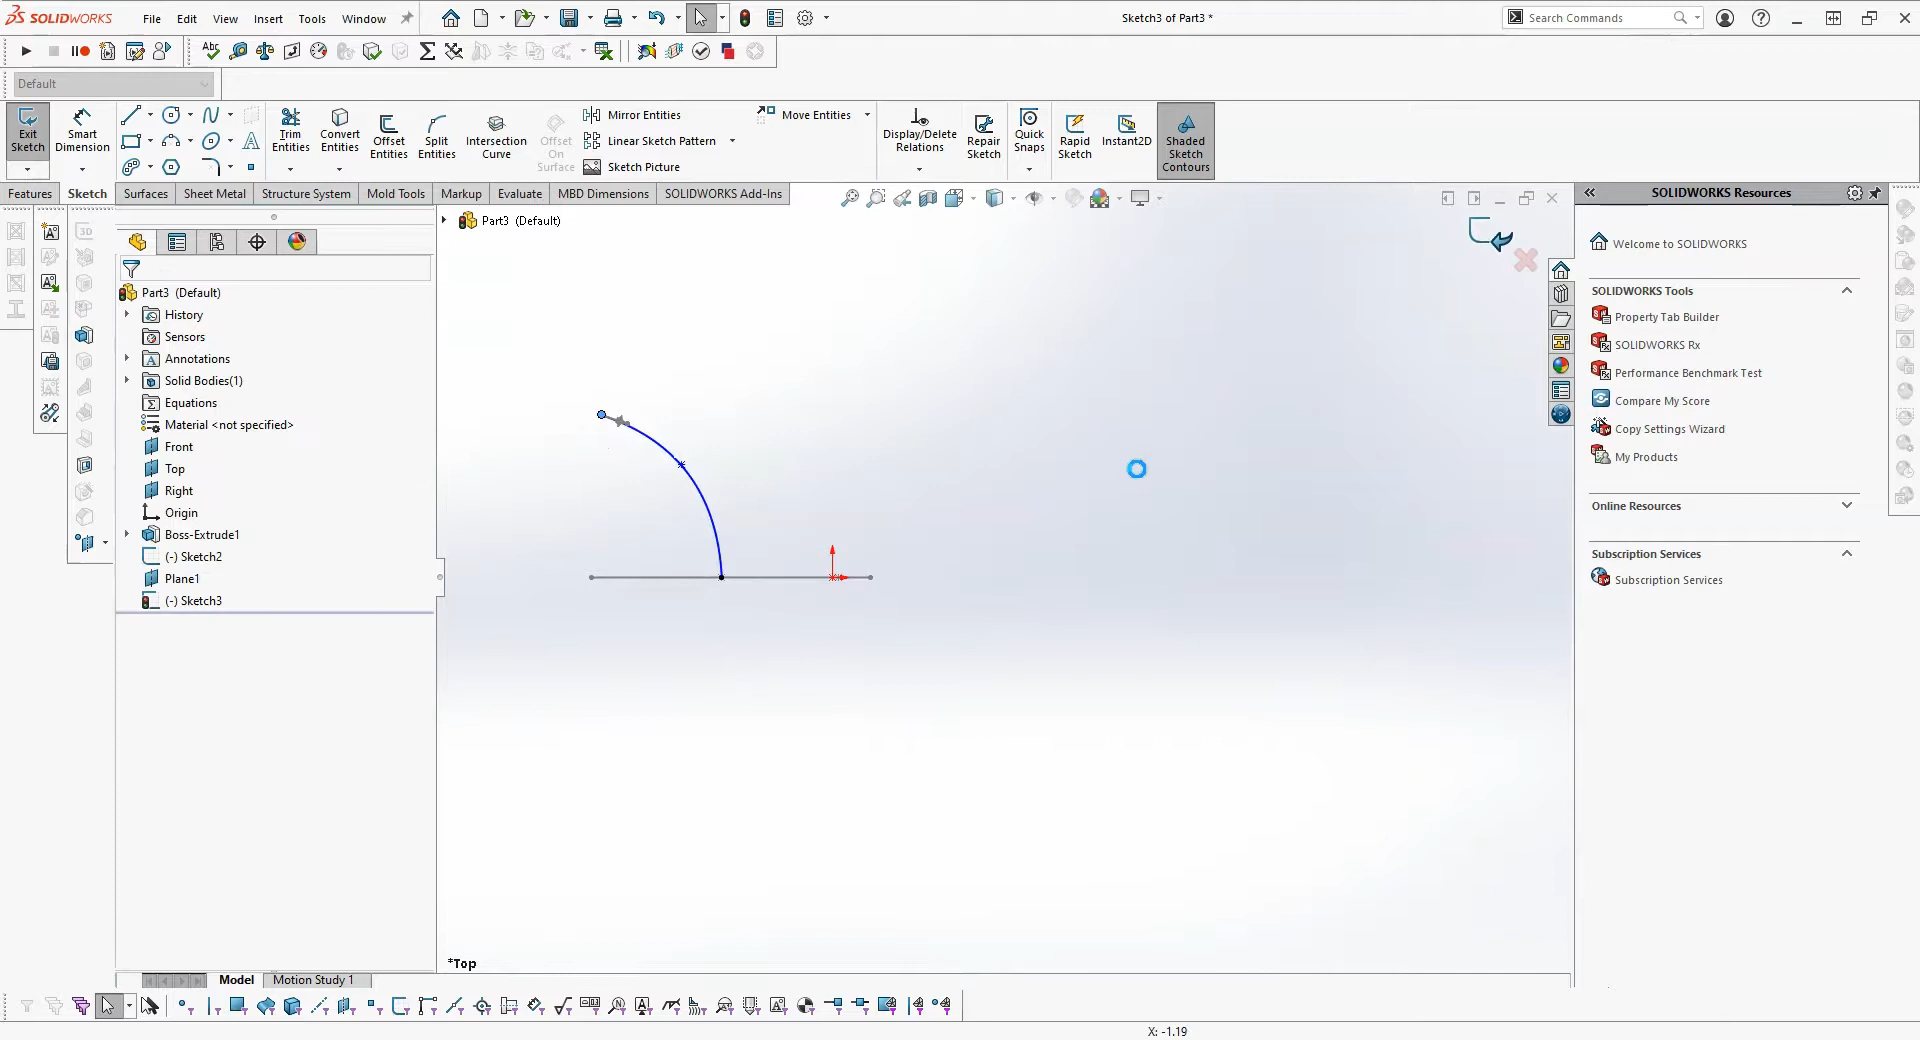 SOLIDWORKS File Edit View Insert Tools Window Sketch3 of Part3 * Search Commands
Default
Exit Sketch Smart Dimension Trim Entities Convert Entities Offset Entities Split Entities Intersection Curve Offset On Surface Mirror Entities Linear Sketch Pattern Sketch Picture Move Entities Display/Delete Relations Repair Sketch Quick Snaps Rapid Sketch Instant2D Shaded Sketch Contours
Features Sketch Surfaces Sheet Metal Structure System Mold Tools Markup Evaluate MBD Dimensions SOLIDWORKS Add-Ins
Part3 (Default)
Part3 (Default)
History
Sensors
Annotations
Solid Bodies(1)
Equations
Material <not specified>
Front
Top
Right
Origin
Boss-Extrude1
(-) Sketch2
Plane1
(-) Sketch3
*Top
SOLIDWORKS Resources
Welcome to SOLIDWORKS
SOLIDWORKS Tools
Property Tab Builder
SOLIDWORKS Rx
Performance Benchmark Test
Compare My Score
Copy Settings Wizard
My Products
Online Resources
Subscription Services
Subscription Services
Model Motion Study 1
X: -1.19